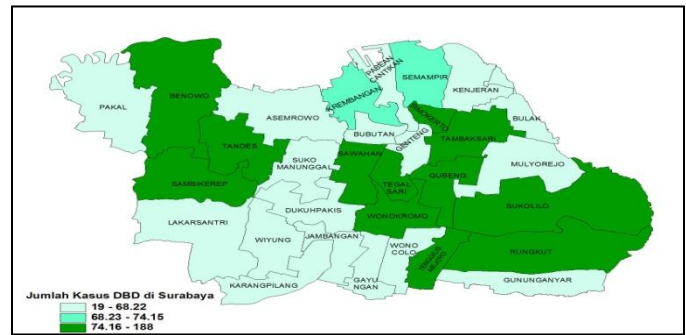 PABEAN
CANTIKAN
SEMAMPIR
KENJERAN
BENOWO
PAKAL
KREMBANGAN
ASEMROWO
SIMOKERTO
BULAK
BUBUTAN
GENTENG
TAMBAKSARI
TANDES
SAWAHAN
SUKO
MANUNGGAL
MULYOREJO
GUBENG
SAMBIKEREP
TEGAL
SARI
SUKOLILO
DUKUHPAKIS
WONOKROMO
LAKARSANTRI
WIYUNG
JAMBANGAN
WONO
COLO
TENGGILIS
MEJOYO
RUNGKUT
KARANGPILANG
GAYU
NGAN
GUNUNGANYAR
Jumlah Kasus DBD di Surabaya
19 - 68.22
68.23 - 74.15
74.16 - 188